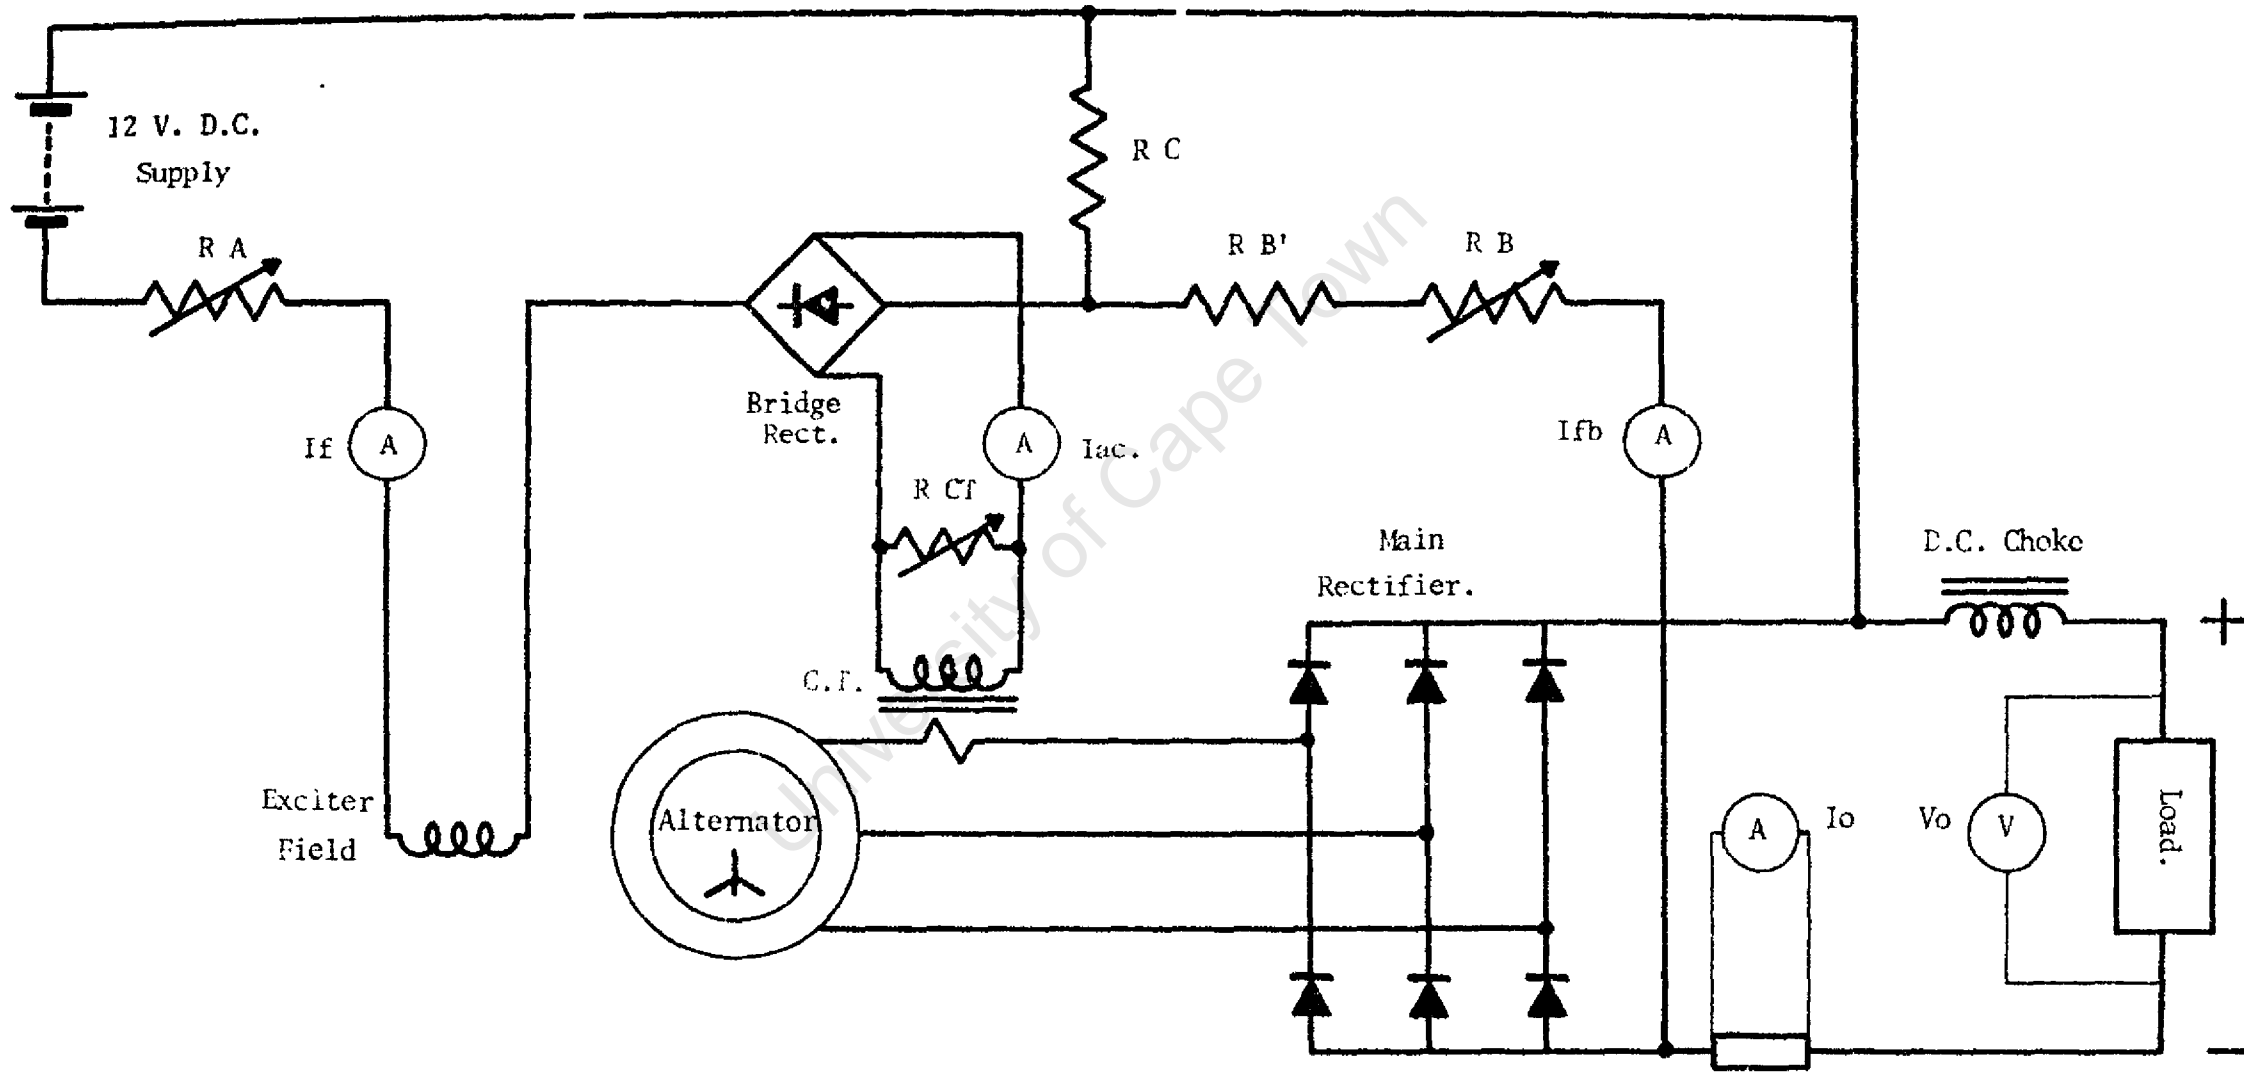 12 V. D.C.
Supply
R A
R C
R B'
R B
Bridge
Rect.
If
A
A
Iac.
Ifb
A
R CT
Main
Rectifier.
D.C. Choke
+
C.T.
Exciter
Field
Alternator
A
Io
Vo
V
Load.
-
University of Cape Town